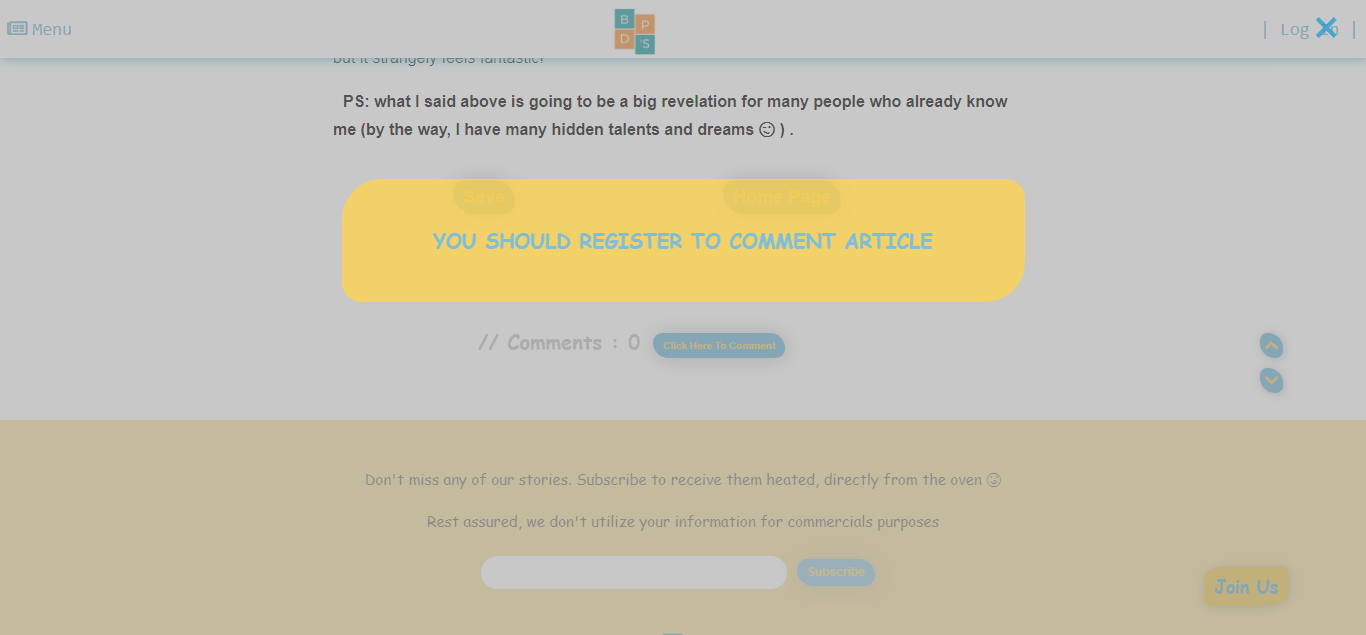 Menu
B P D 'S
| Log In |
but it strangely feels fantastic!
PS: what I said above is going to be a big revelation for many people who already know
me (by the way, I have many hidden talents and dreams 😉 ) .
Save Home Page
YOU SHOULD REGISTER TO COMMENT ARTICLE
// Comments : 0 Click Here To Comment
Don't miss any of our stories. Subscribe to receive them heated, directly from the oven 😉
Rest assured, we don't utilize your information for commercials purposes
Subscribe
Join Us